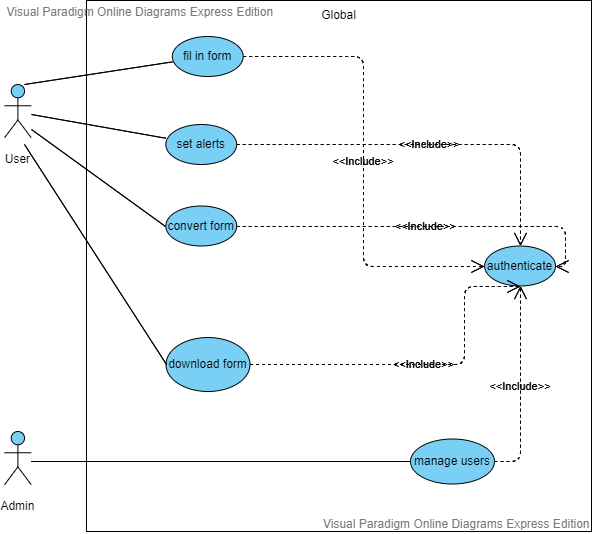 Visual Paradigm Online Diagrams Express Edition
Global
fil in form
User
set alerts
<<Include>>
<<Include>>
convert form
<<Include>>
authenticate
download form
<<Include>>
<<Include>>
manage users
Admin
Visual Paradigm Online Diagrams Express Edition